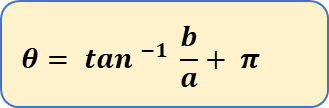 θ = tan ⁻¹ b/a + π